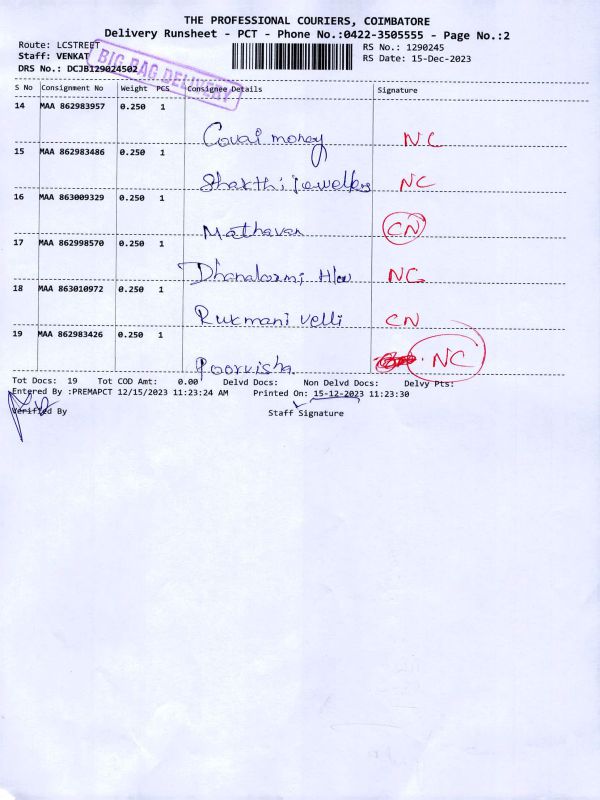 THE PROFESSIONAL COURIERS, COIMBATORE
Delivery Runsheet - PCT - Phone No.:0422-3505555 - Page No.:2
Route: LCSTREET
RS No.: 1290245
Staff: VENKAT
RS Date: 15-Dec-2023
DRS No.: DCJB129024502
BIG BAG DELIVERY
S No Consignment No Weight PCS Consignee Details Signature
14 MAA 862983957 0.250 1
Covai money NC
15 MAA 862983486 0.250 1
Shakthi jewellers NC
16 MAA 863009329 0.250 1
Mathavan CN
17 MAA 862998570 0.250 1
Dhanalaxmi NC
18 MAA 863010972 0.250 1
Rukmani velli CN
19 MAA 862983426 0.250 1
Poorvisha NC
Tot Docs: 19 Tot COD Amt: 0.00 Delvd Docs: Non Delvd Docs: Delvy Pts:
Entered By :PREMAPCT 12/15/2023 11:23:24 AM Printed On: 15-12-2023 11:23:30
Verified By Staff Signature